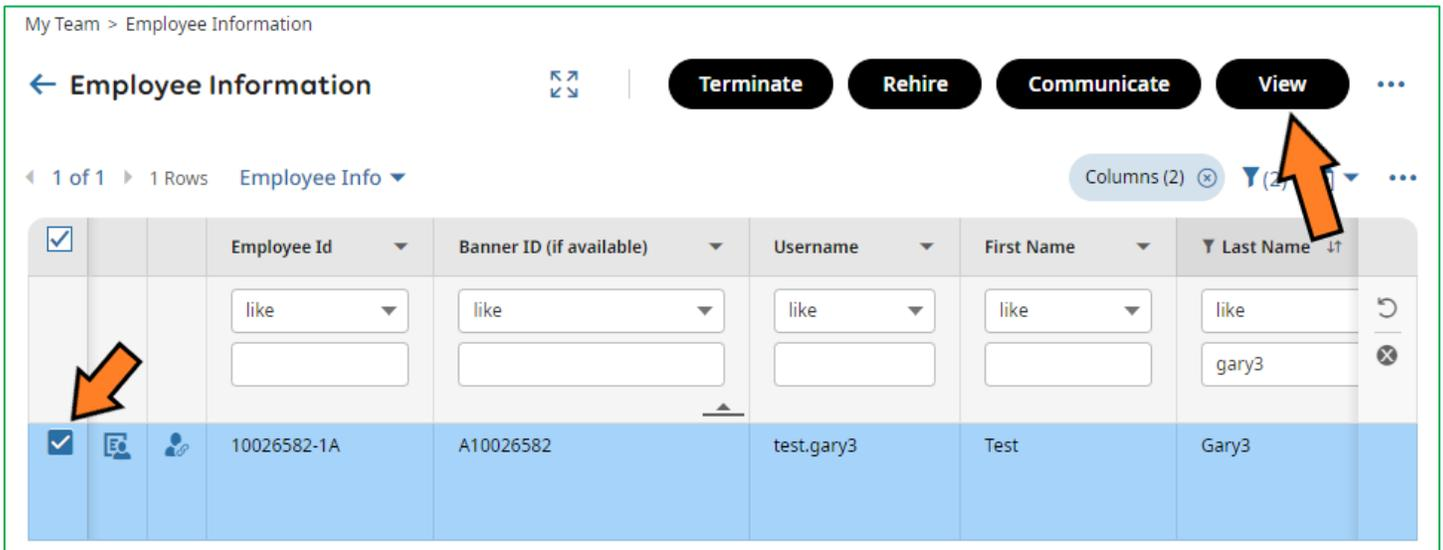 My Team > Employee Information
Employee Information
Terminate Rehire Communicate View
1 of 1 1 Rows Employee Info Columns (2) (2)
Employee Id Banner ID (if available) Username First Name Last Name
like like like like like
gary3
10026582-1A A10026582 test.gary3 Test Gary3